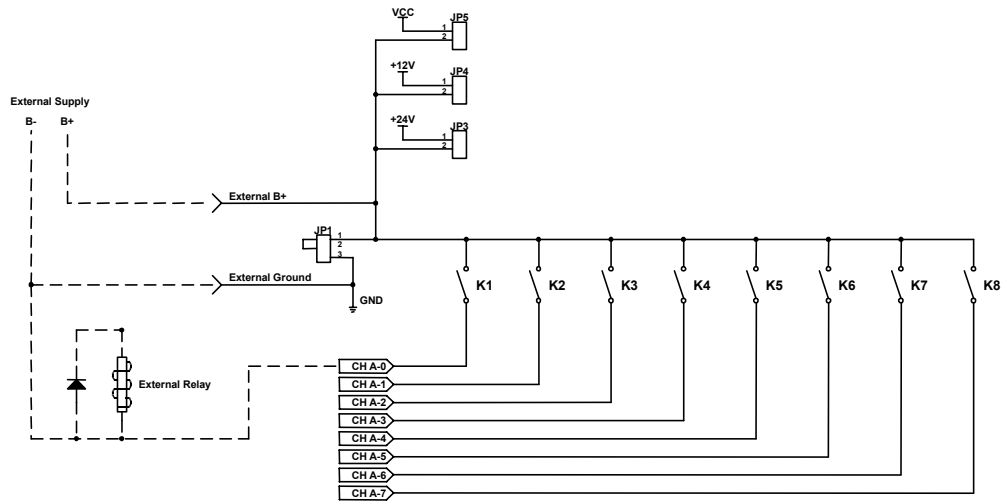 VCC
JP5
1
2
+12V
JP4
1
2
External Supply
B- B+
+24V
JP3
1
2
External B+
JP1
1
2
3
External Ground
GND
K1 K2 K3 K4 K5 K6 K7 K8
External Relay
CH A-0
CH A-1
CH A-2
CH A-3
CH A-4
CH A-5
CH A-6
CH A-7